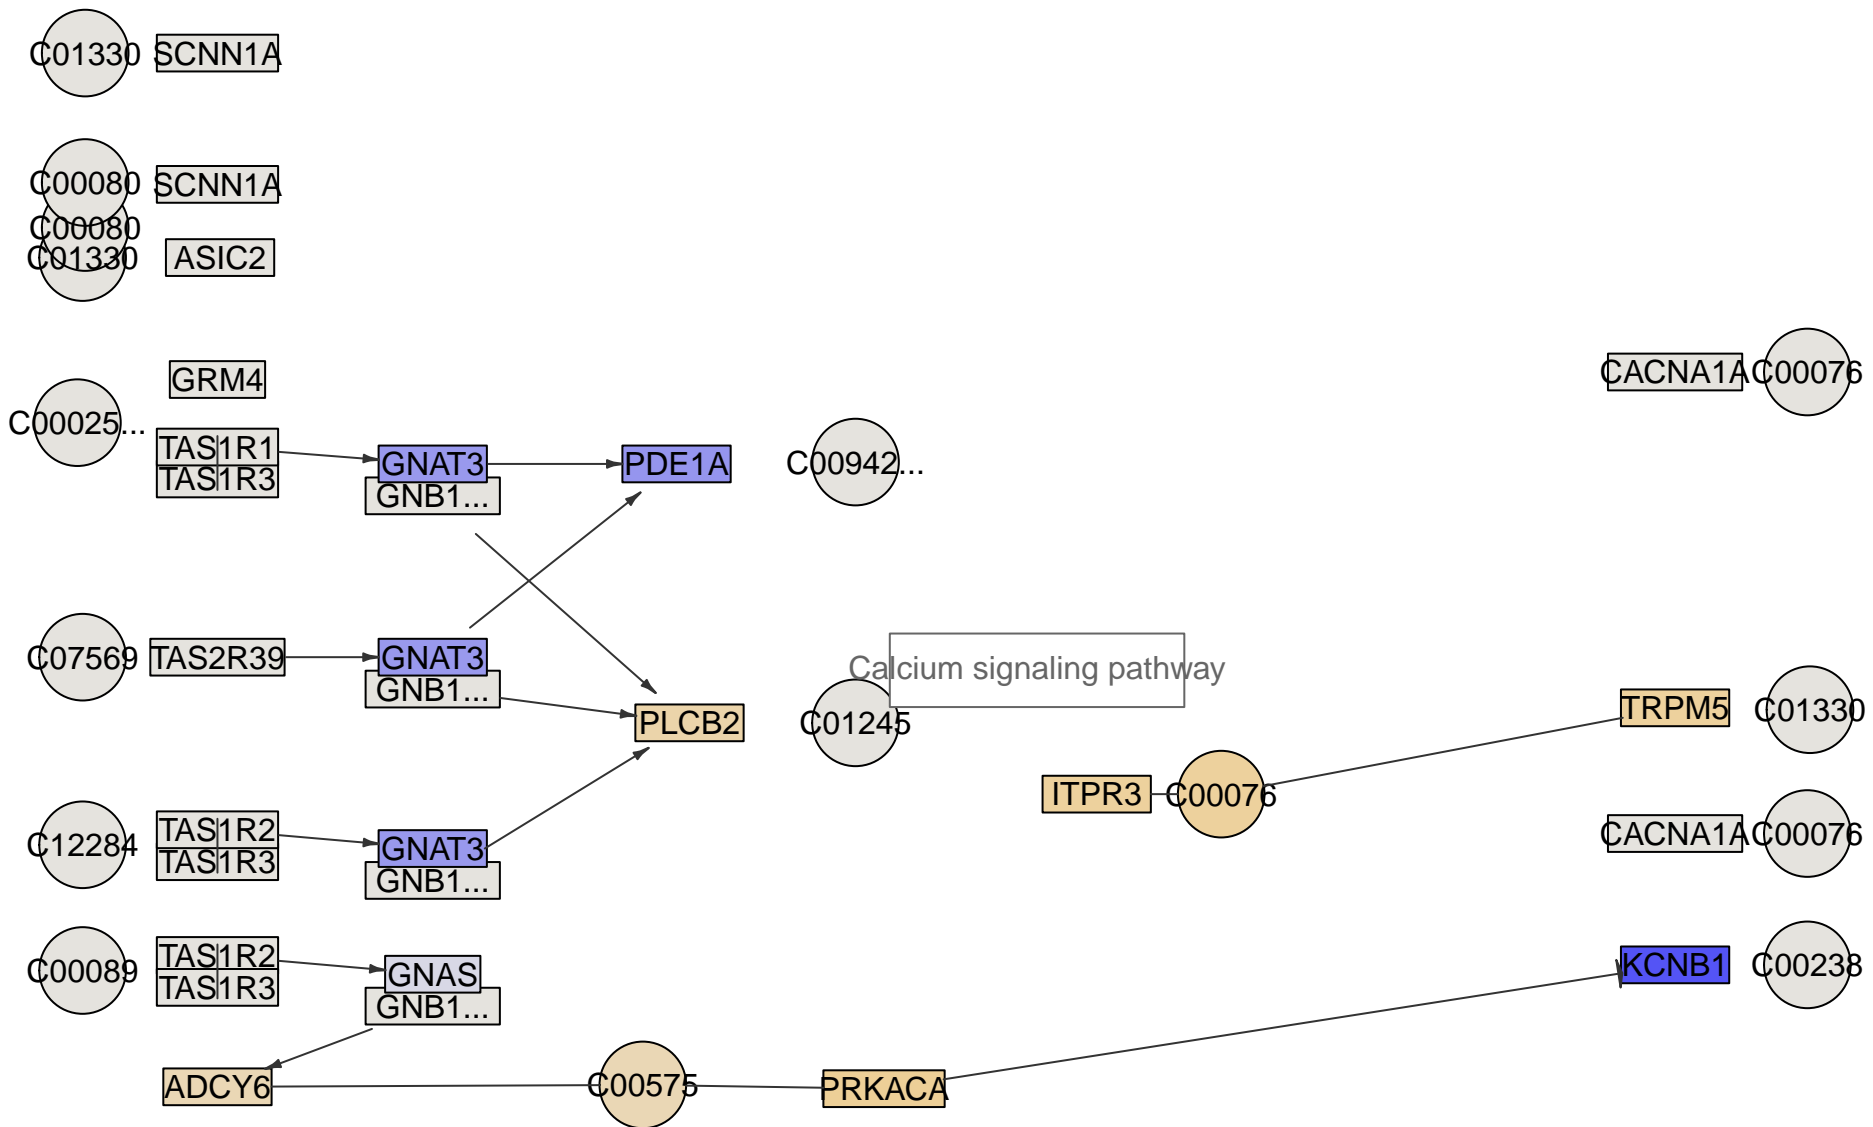 C01330 SCNN1A
C00080 SCNN1A
C00080
C01330 ASIC2
GRM4
CACNA1A C00076
C00025...
TAS1R1
TAS1R3
GNAT3
GNB1...
PDE1A
C00942...
C07569 TAS2R39
GNAT3
GNB1...
Calcium signaling pathway
PLCB2
C01245
TRPM5 C01330
ITPR3 C00076
C12284
TAS1R2
TAS1R3
GNAT3
GNB1...
CACNA1A C00076
C00089
TAS1R2
TAS1R3
GNAS
GNB1...
KCNB1 C00238
ADCY6
C00575
PRKACA